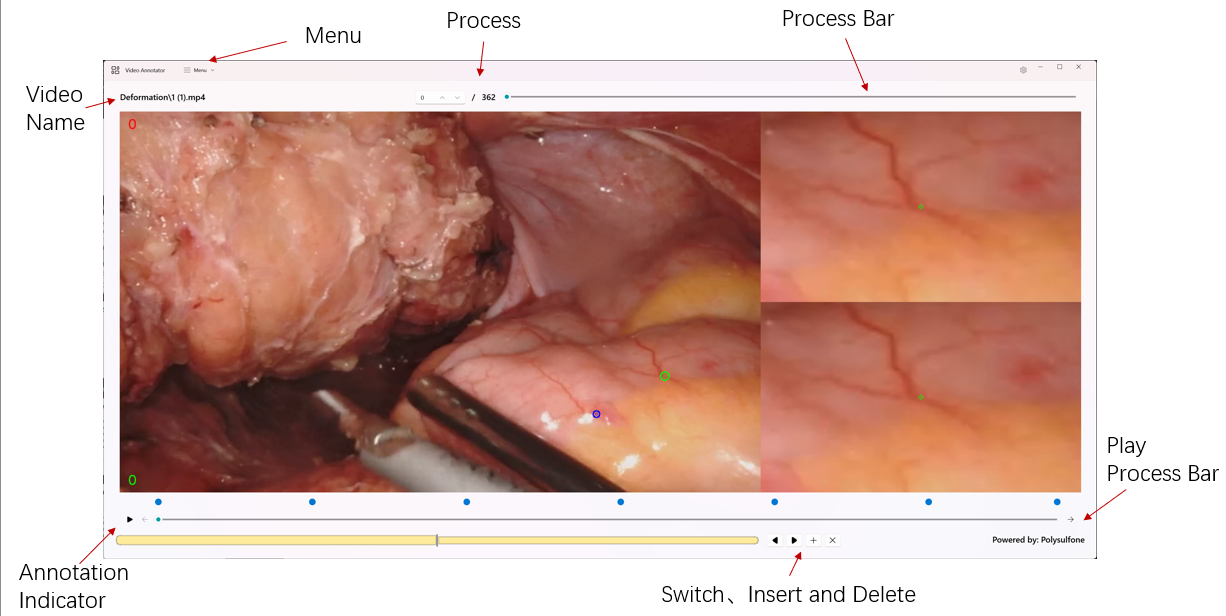 Process
Process Bar
Menu
Video Annotator
Menu
Video
Name
Deformation\1 (1).mp4
0
/ 362
0
0
Play
Process Bar
Powered by: Polysulfone
Annotation
Indicator
Switch、Insert and Delete